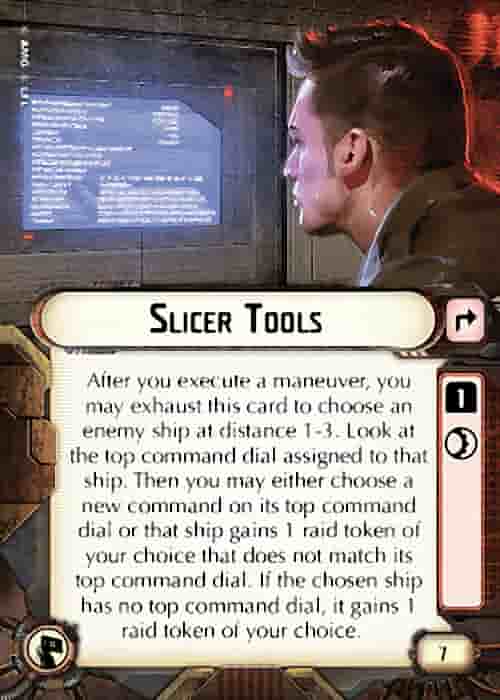 SLICER TOOLS
After you execute a maneuver, you
may exhaust this card to choose an
enemy ship at distance 1-3. Look at
the top command dial assigned to that
ship. Then you may either choose a
new command on its top command
dial or that ship gains 1 raid token of
your choice that does not match its
top command dial. If the chosen ship
has no top command dial, it gains 1
raid token of your choice.
1
7